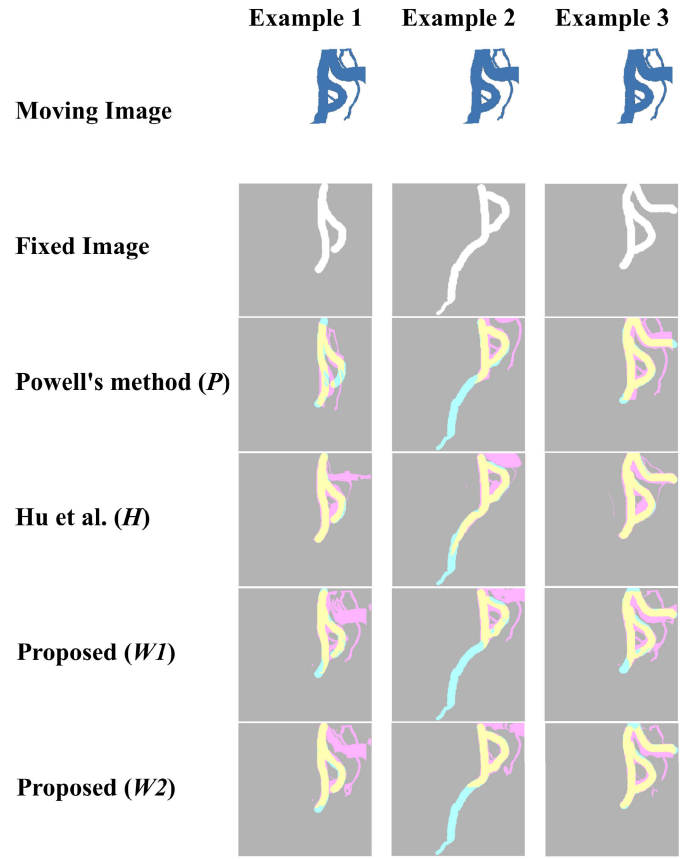 Example 1 Example 2 Example 3
Moving Image
Fixed Image
Powell's method (P)
Hu et al. (H)
Proposed (W1)
Proposed (W2)